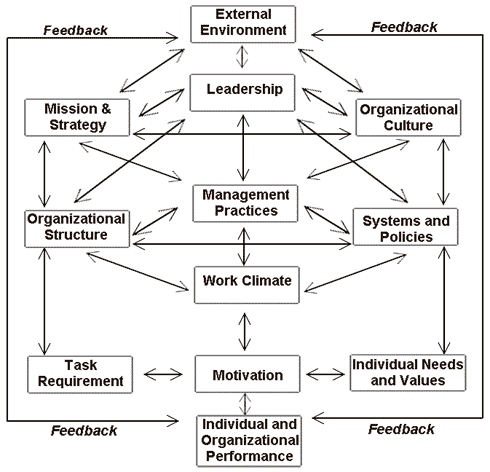 Feedback
External
Environment
Feedback
Leadership
Mission &
Strategy
Organizational
Culture
Management
Practices
Organizational
Structure
Systems and
Policies
Work Climate
Task
Requirement
Motivation
Individual Needs
and Values
Feedback
Individual and
Organizational
Performance
Feedback